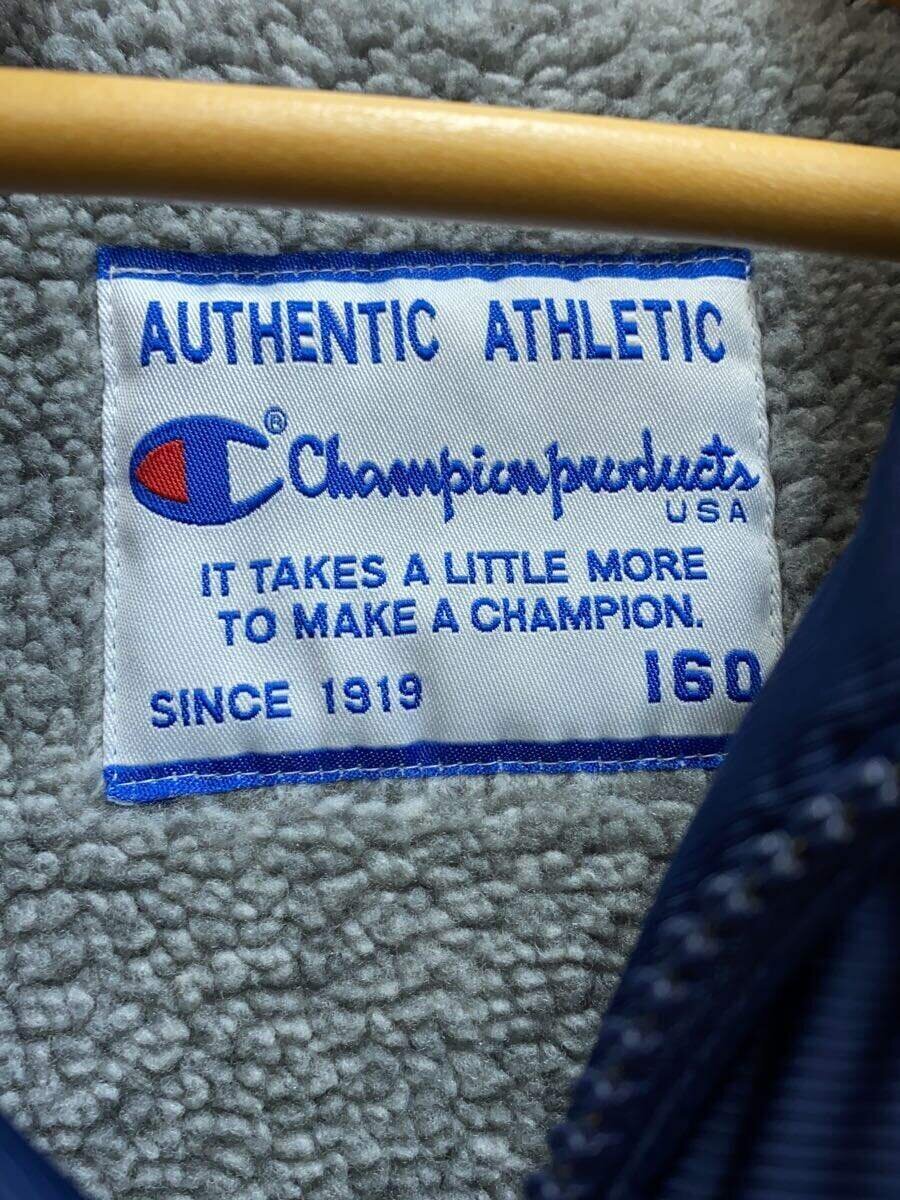 AUTHENTIC ATHLETIC
® Championproducts
USA
IT TAKES A LITTLE MORE
TO MAKE A CHAMPION.
SINCE 1919 160